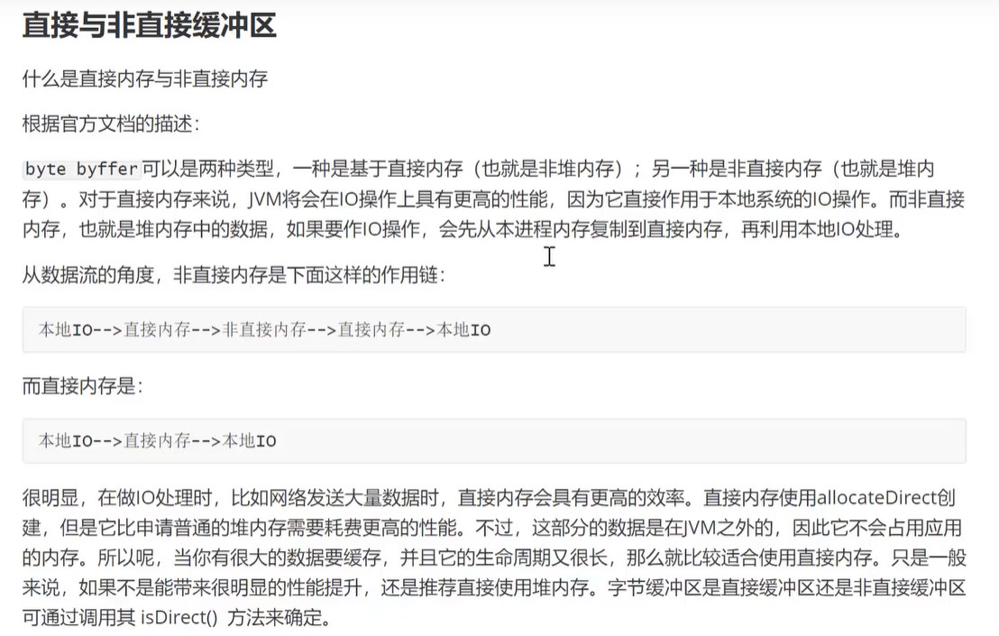 直接与非直接缓冲区
什么是直接内存与非直接内存
根据官方文档的描述：
byte byffer可以是两种类型，一种是基于直接内存（也就是非堆内存）；另一种是非直接内存（也就是堆内
存）。对于直接内存来说，JVM将会在IO操作上具有更高的性能，因为它直接作用于本地系统的IO操作。而非直接
内存，也就是堆内存中的数据，如果要作IO操作，会先从本进程内存复制到直接内存，再利用本地IO处理。
从数据流的角度，非直接内存是下面这样的作用链：
本地IO-->直接内存-->非直接内存-->直接内存-->本地IO
而直接内存是：
本地IO-->直接内存-->本地IO
很明显，在做IO处理时，比如网络发送大量数据时，直接内存会具有更高的效率。直接内存使用allocateDirect创
建，但是它比申请普通的堆内存需要耗费更高的性能。不过，这部分的数据是在JVM之外的，因此它不会占用应用
的内存。所以呢，当你有很大的数据要缓存，并且它的生命周期又很长，那么就比较适合使用直接内存。只是一般
来说，如果不是能带来很明显的性能提升，还是推荐直接使用堆内存。字节缓冲区是直接缓冲区还是非直接缓冲区
可通过调用其 isDirect() 方法来确定。